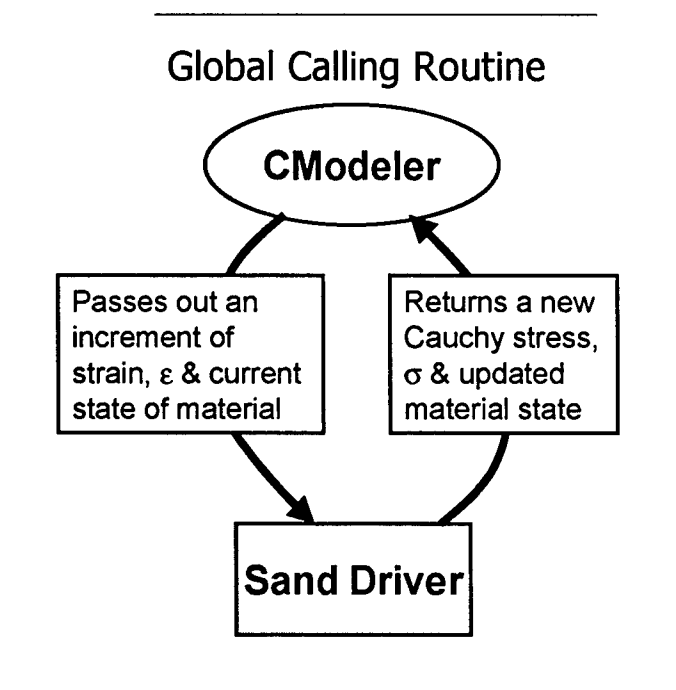 Global Calling Routine
CModeler
Passes out an
increment of
strain, ε & current
state of material
Returns a new
Cauchy stress,
σ & updated
material state
Sand Driver